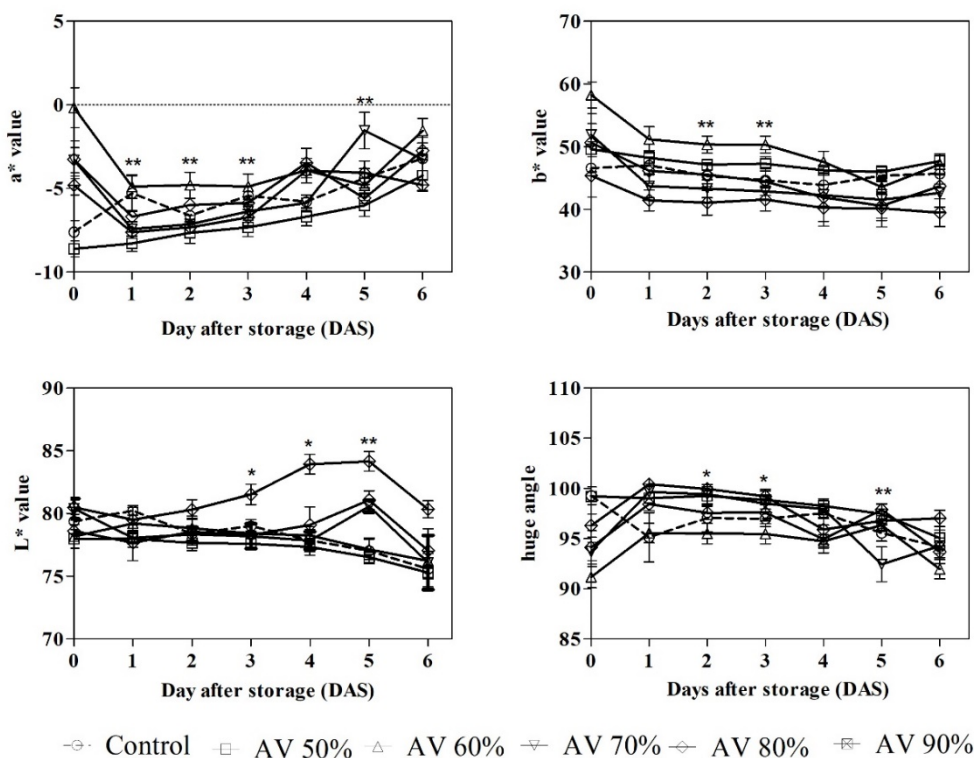 5
0
-5
-10
a* value
** ** ** **
0 1 2 3 4 5 6
Day after storage (DAS)
70
60
50
40
30
b* value
** **
0 1 2 3 4 5 6
Days after storage (DAS)
90
85
80
75
70
L* value
* * **
0 1 2 3 4 5 6
Day after storage (DAS)
110
105
100
95
90
85
huge angle
* * **
0 1 2 3 4 5 6
Days after storage (DAS)
Control AV 50% AV 60% AV 70% AV 80% AV 90%